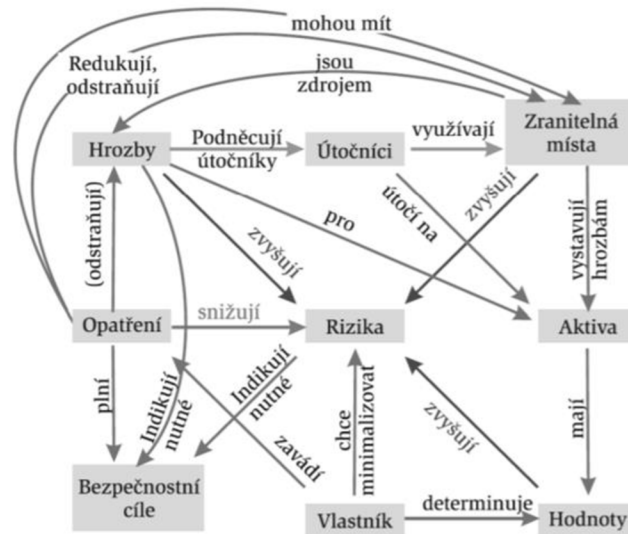 mohou mít
Redukují,
odstraňují
jsou
zdrojem
Hrozby
Podněcují
útočníky
Útočníci
využívají
Zranitelná
místa
(odstraňují)
zvyšují
pro
útočí na
zvyšují
vystavují
hrozbám
Opatření
snižují
Rizika
Aktiva
plní
Indikují
nutné
Indikují
nutné
zavádí
chce
minimalizovat
zvyšují
mají
Bezpečnostní
cíle
Vlastník
determinuje
Hodnoty